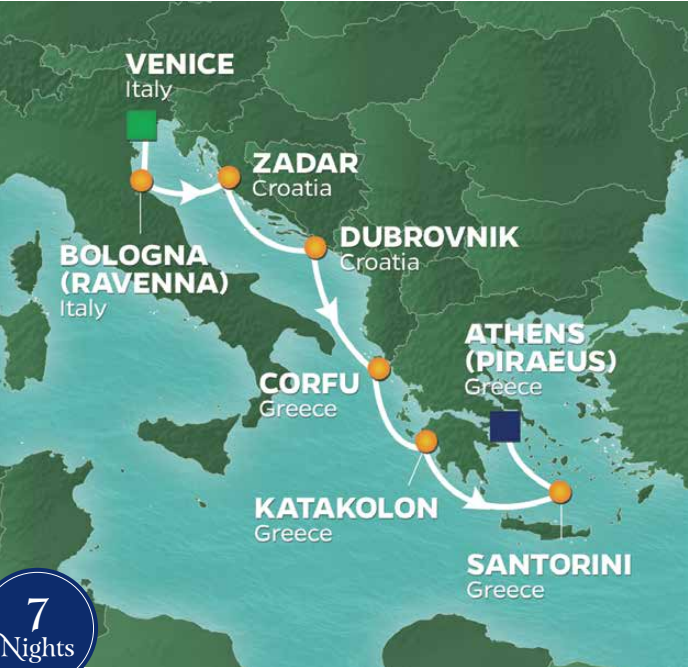 VENICE
Italy
ZADAR
Croatia
DUBROVNIK
Croatia
BOLOGNA
(RAVENNA)
Italy
ATHENS
(PIRAEUS)
Greece
CORFU
Greece
KATAKOLON
Greece
SANTORINI
Greece
7
Nights